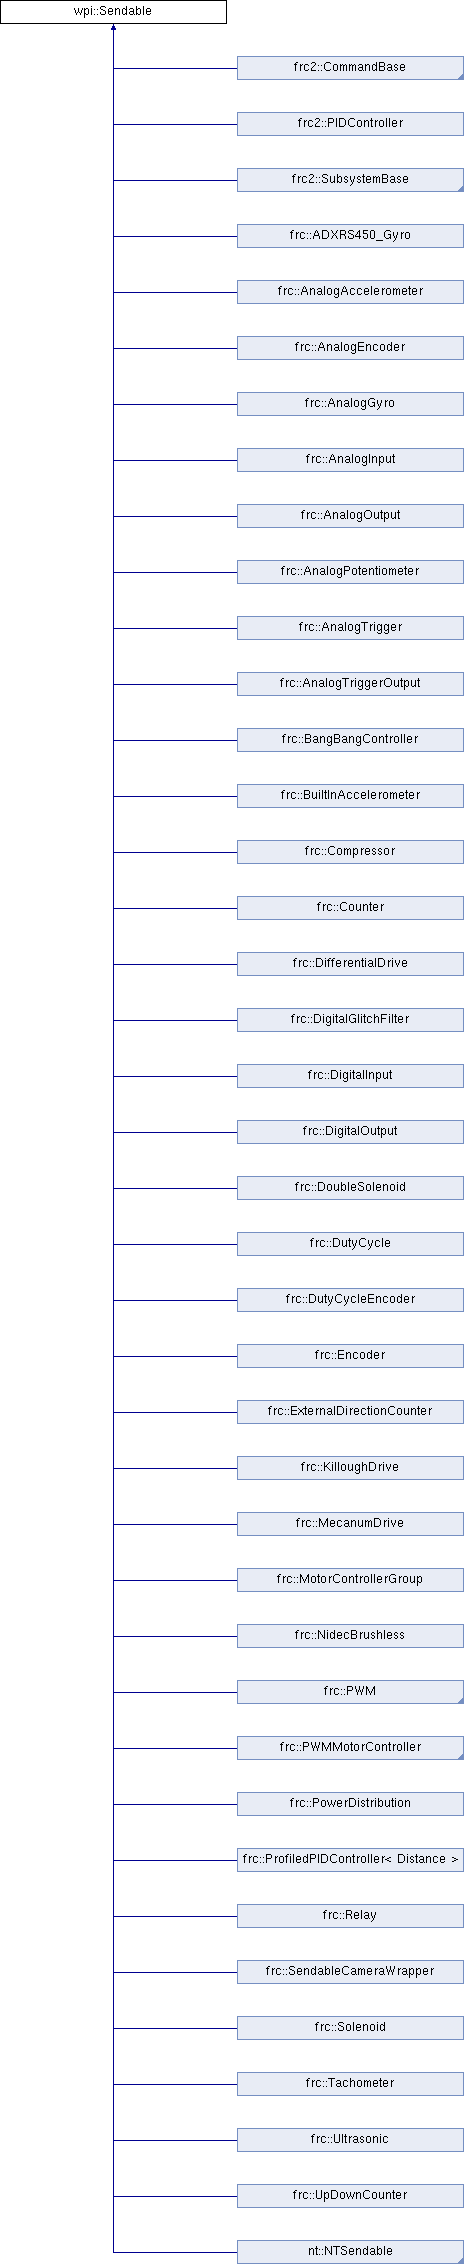 wpi::Sendable
frc2::CommandBase
frc2::PIDController
frc2::SubsystemBase
frc::ADXRS450_Gyro
frc::AnalogAccelerometer
frc::AnalogEncoder
frc::AnalogGyro
frc::AnalogInput
frc::AnalogOutput
frc::AnalogPotentiometer
frc::AnalogTrigger
frc::AnalogTriggerOutput
frc::BangBangController
frc::BuiltInAccelerometer
frc::Compressor
frc::Counter
frc::DifferentialDrive
frc::DigitalGlitchFilter
frc::DigitalInput
frc::DigitalOutput
frc::DoubleSolenoid
frc::DutyCycle
frc::DutyCycleEncoder
frc::Encoder
frc::ExternalDirectionCounter
frc::KilloughDrive
frc::MecanumDrive
frc::MotorControllerGroup
frc::NidecBrushless
frc::PWM
frc::PWMMotorController
frc::PowerDistribution
frc::ProfiledPIDController< Distance >
frc::Relay
frc::SendableCameraWrapper
frc::Solenoid
frc::Tachometer
frc::Ultrasonic
frc::UpDownCounter
nt::NTSendable